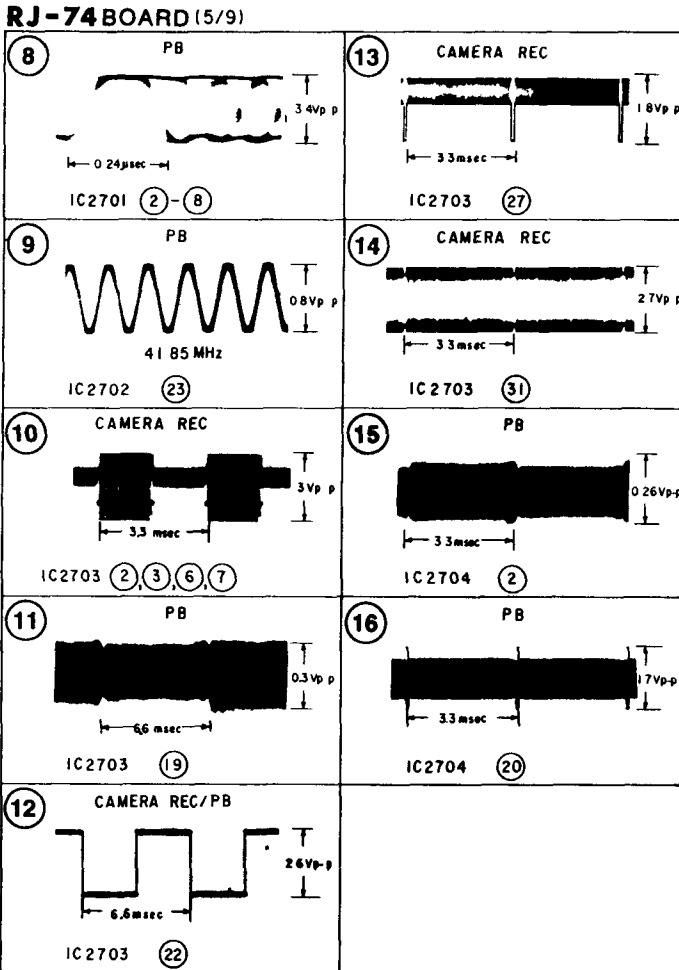 RJ-74 BOARD (5/9)
8
PB
3.4Vp-p
0.24µsec
IC2701 2-8
9
PB
0.8Vp-p
41.85 MHz
IC2702 23
10
CAMERA REC
3Vp-p
3.3 msec
IC2703 2,3,6,7
11
PB
0.3Vp-p
6.6 msec
IC2703 19
12
CAMERA REC/PB
2.6Vp-p
6.6msec
IC2703 22
13
CAMERA REC
1.8Vp-p
3.3msec
IC2703 27
14
CAMERA REC
2.7Vp-p
3.3msec
IC2703 31
15
PB
0.26Vp-p
3.3msec
IC2704 2
16
PB
1.7Vp-p
3.3msec
IC2704 20